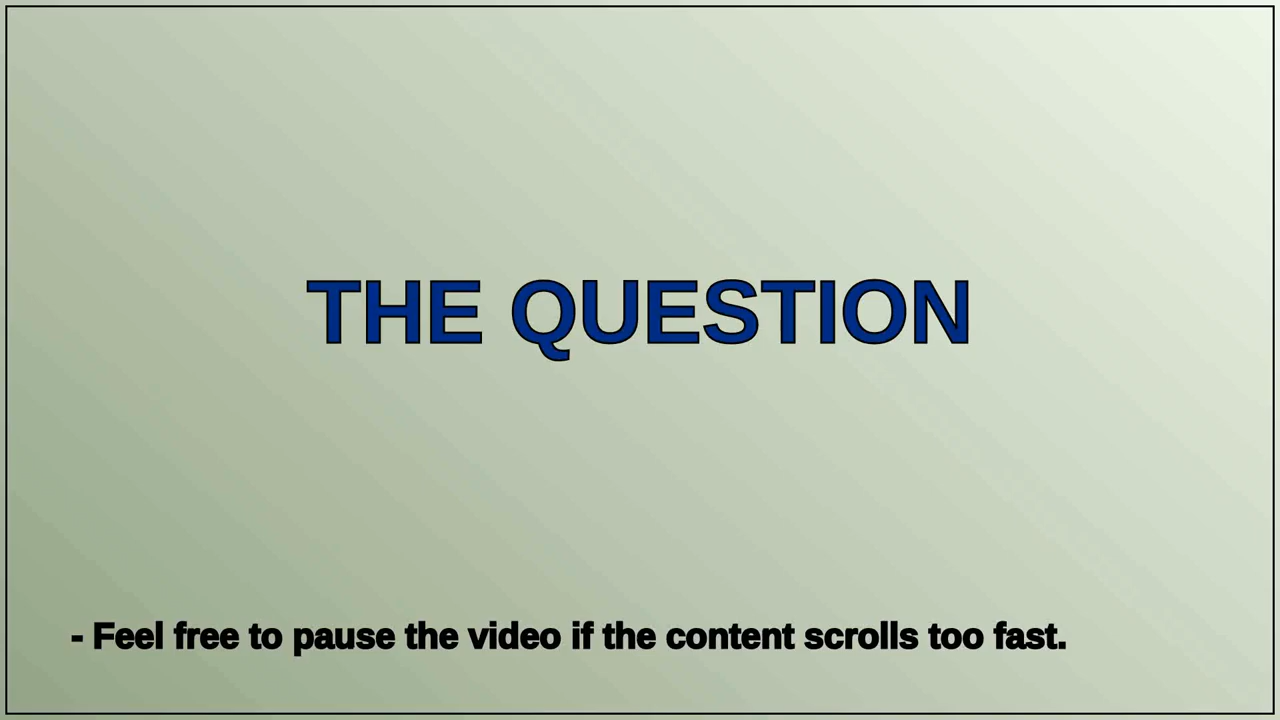 THE QUESTION
- Feel free to pause the video if the content scrolls too fast.